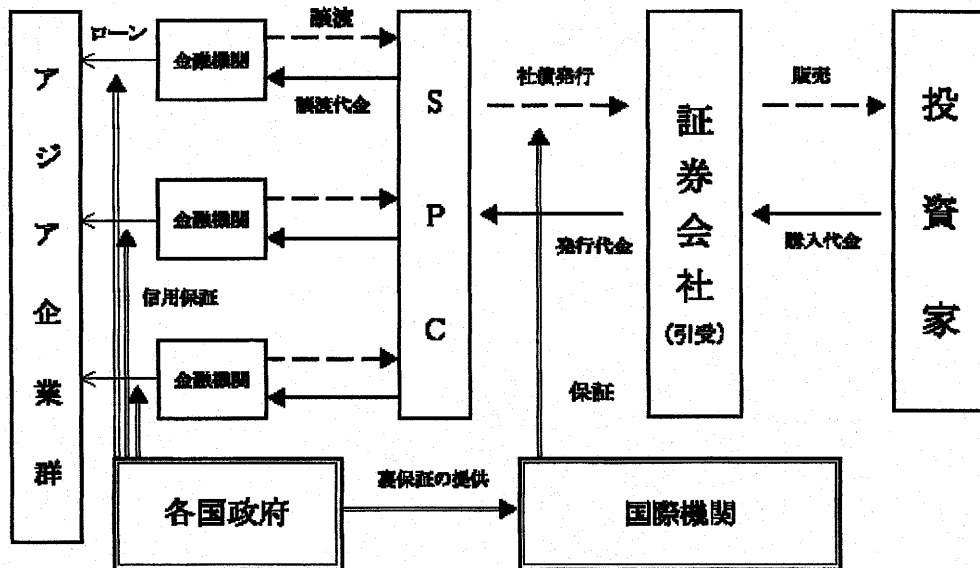 アジア企業群
ローン
金融機関
譲渡
譲渡代金
金融機関
信用保証
金融機関
SPC
社債発行
発行代金
保証
証券会社
(引受)
販売
購入代金
投資家
各国政府
裏保証の提供
国際機関